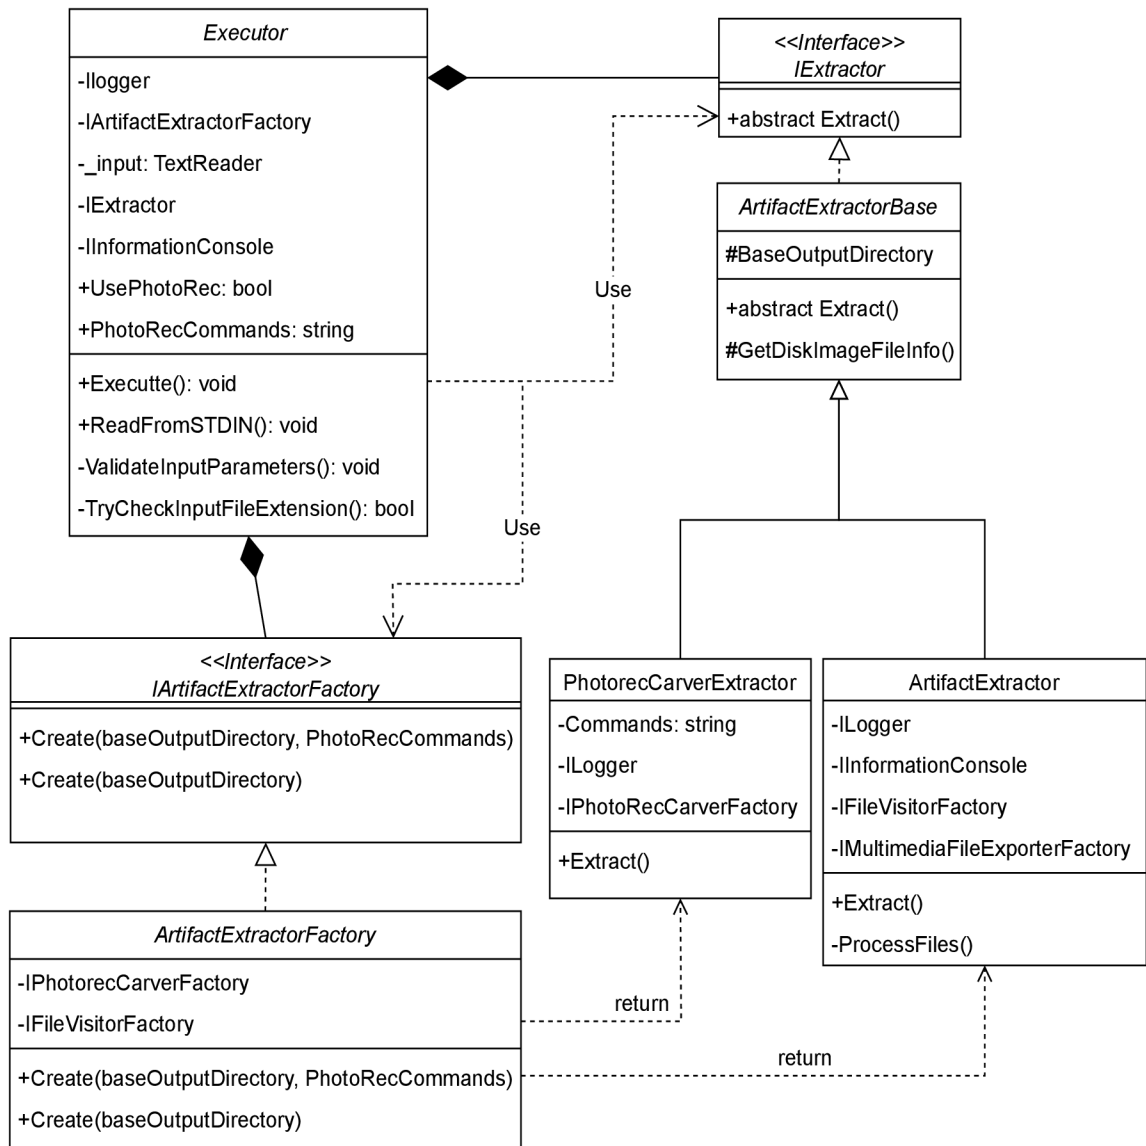 Executor
-Ilogger
-IArtifactExtractorFactory
-_input: TextReader
-IExtractor
-IInformationConsole
+UsePhotoRec: bool
+PhotoRecCommands: string
+Executte(): void
+ReadFromSTDIN(): void
-ValidateInputParameters(): void
-TryCheckInputFileExtension(): bool
<<Interface>>
IExtractor
+abstract Extract()
ArtifactExtractorBase
#BaseOutputDirectory
+abstract Extract()
#GetDiskImageFileInfo()
Use
Use
<<Interface>>
IArtifactExtractorFactory
+Create(baseOutputDirectory, PhotoRecCommands)
+Create(baseOutputDirectory)
PhotorecCarverExtractor
-Commands: string
-ILogger
-IPhotoRecCarverFactory
+Extract()
ArtifactExtractor
-ILogger
-IInformationConsole
-IFileVisitorFactory
-IMultimediaFileExporterFactory
+Extract()
-ProcessFiles()
ArtifactExtractorFactory
-IPhotorecCarverFactory
-IFileVisitorFactory
+Create(baseOutputDirectory, PhotoRecCommands)
+Create(baseOutputDirectory)
return
return